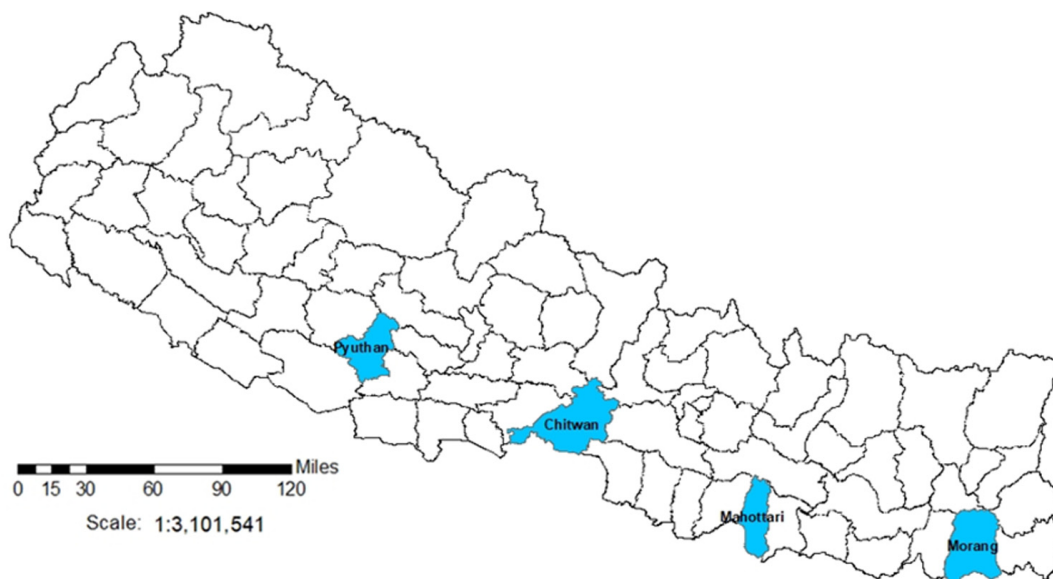 Pyuthan
Chitwan
Miles
0 15 30 60 90 120
Scale: 1:3,101,541
Mahottari
Morang